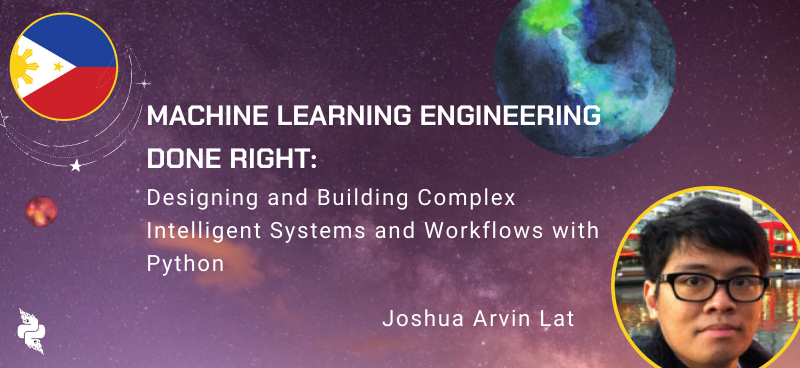 MACHINE LEARNING ENGINEERING
DONE RIGHT:
Designing and Building Complex
Intelligent Systems and Workflows with
Python
Joshua Arvin Lat